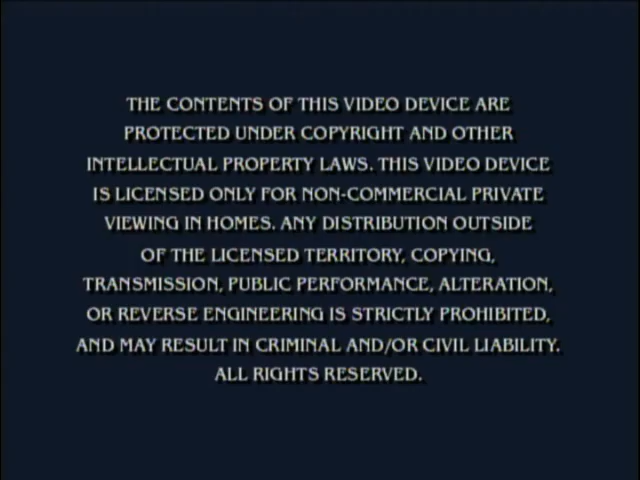 THE CONTENTS OF THIS VIDEO DEVICE ARE
PROTECTED UNDER COPYRIGHT AND OTHER
INTELLECTUAL PROPERTY LAWS. THIS VIDEO DEVICE
IS LICENSED ONLY FOR NON-COMMERCIAL PRIVATE
VIEWING IN HOMES. ANY DISTRIBUTION OUTSIDE
OF THE LICENSED TERRITORY, COPYING,
TRANSMISSION, PUBLIC PERFORMANCE, ALTERATION,
OR REVERSE ENGINEERING IS STRICTLY PROHIBITED,
AND MAY RESULT IN CRIMINAL AND/OR CIVIL LIABILITY.
ALL RIGHTS RESERVED.